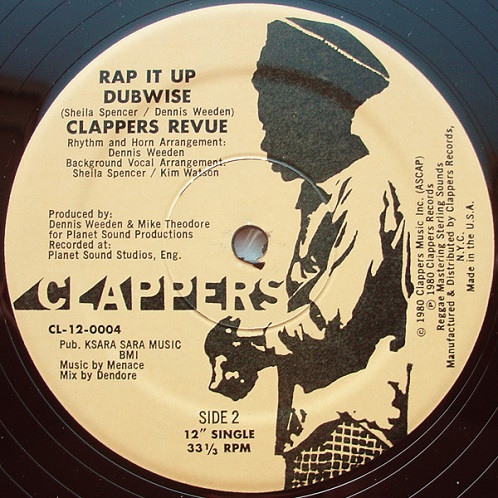 RAP IT UP
DUBWISE
(Sheila Spencer / Dennis Weeden)
CLAPPERS REVUE
Rhythm and Horn Arrangement:
Dennis Weeden
Background Vocal Arrangement:
Sheila Spencer / Kim Watson
Produced by:
Dennis Weeden & Mike Theodore
for Planet Sound Productions
Recorded at:
Planet Sound Studios, Eng.
CLAPPERS
CL-12-0004
Pub. KSARA SARA MUSIC
BMI
Music by Menace
Mix by Dendore
SIDE 2
12” SINGLE
33⅓ RPM
© 1980 Clappers Music Inc. (ASCAP)
℗ 1980 Clappers Records
Reggae Mastering Sterling Sounds
Manufactured & Distributed by Clappers Records,
N.Y.C.
Made in the U.S.A.